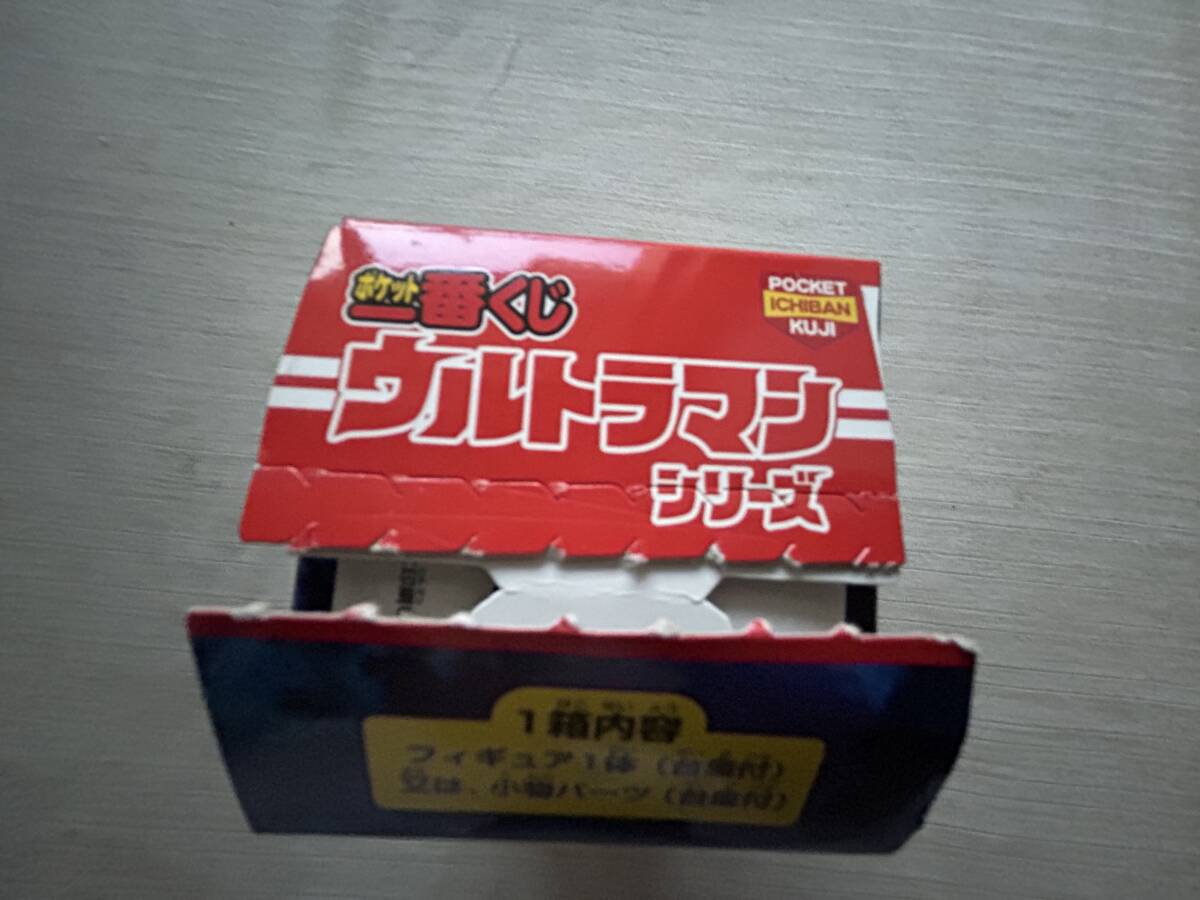 ポケット
一番くじ
POCKET
ICHIBAN
KUJI
ウルトラマン
シリーズ
1箱内容
フィギュア1体(台座付)
又は、小物パーツ(台座付)